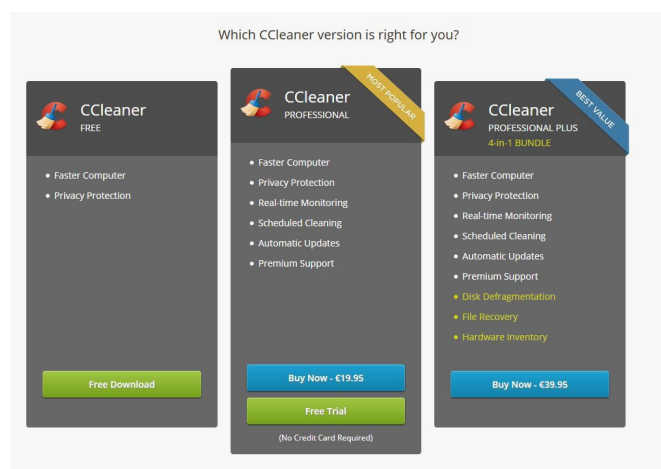 Which CCleaner version is right for you?
CCleaner
FREE
• Faster Computer
• Privacy Protection
Free Download
MOST POPULAR
CCleaner
PROFESSIONAL
• Faster Computer
• Privacy Protection
• Real-time Monitoring
• Scheduled Cleaning
• Automatic Updates
• Premium Support
Buy Now - €19.95
Free Trial
(No Credit Card Required)
BEST VALUE
CCleaner
PROFESSIONAL PLUS
4-in-1 BUNDLE
• Faster Computer
• Privacy Protection
• Real-time Monitoring
• Scheduled Cleaning
• Automatic Updates
• Premium Support
• Disk Defragmentation
• File Recovery
• Hardware Inventory
Buy Now - €39.95